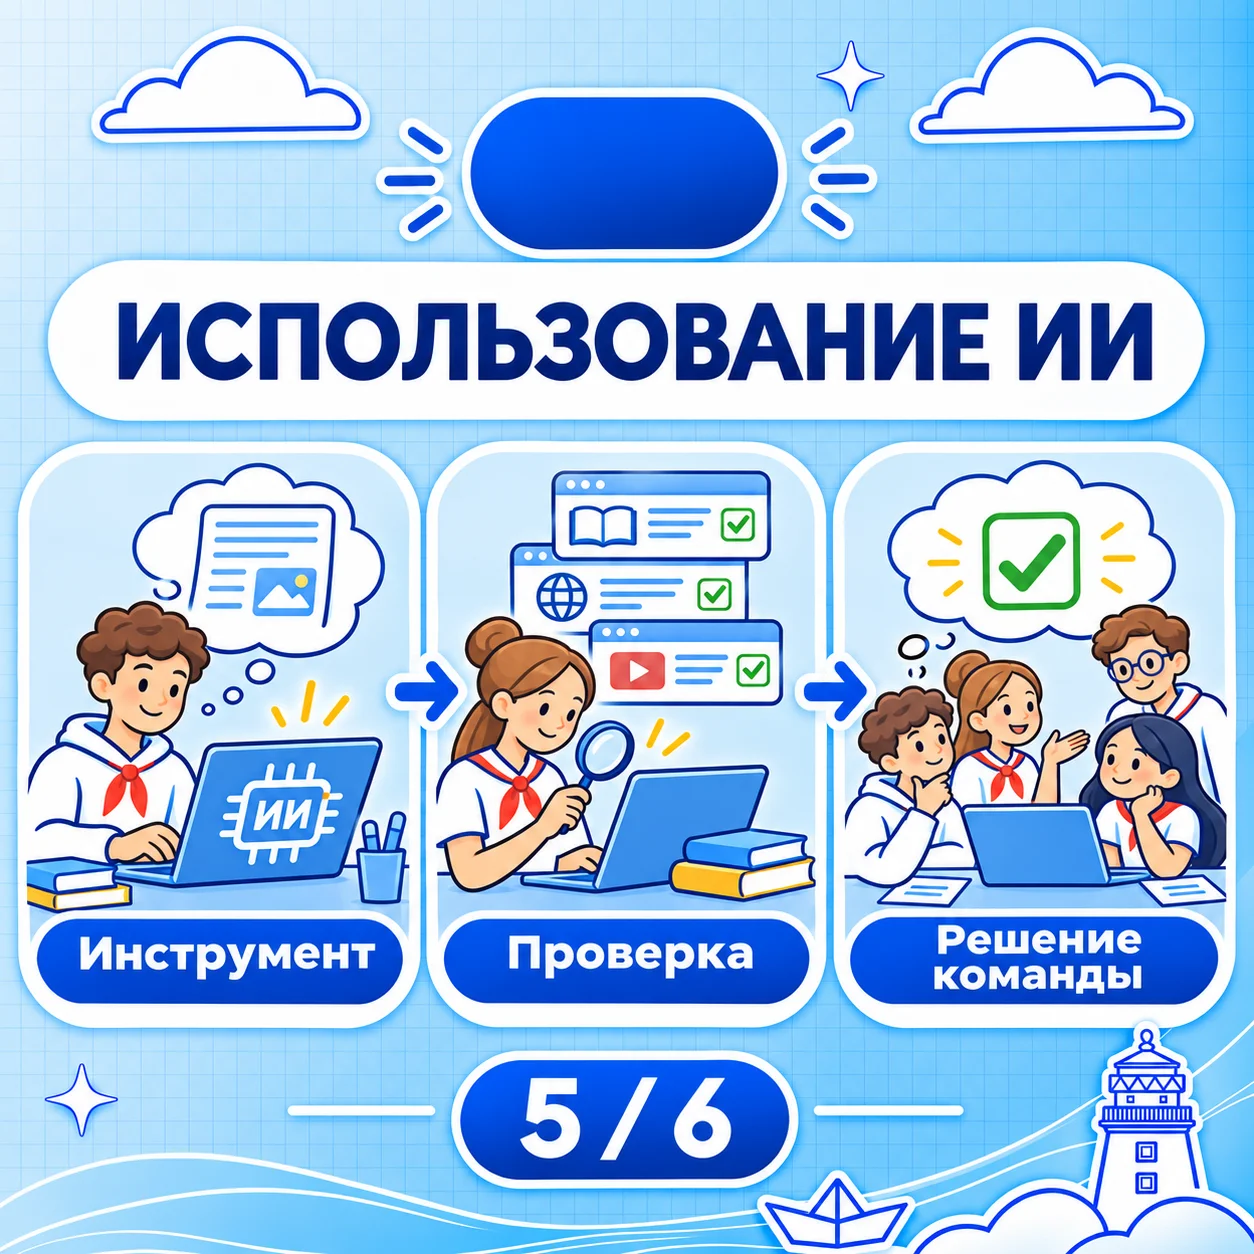 ИСПОЛЬЗОВАНИЕ ИИ
ИИ
Инструмент
Проверка
Решение
команды
5/6